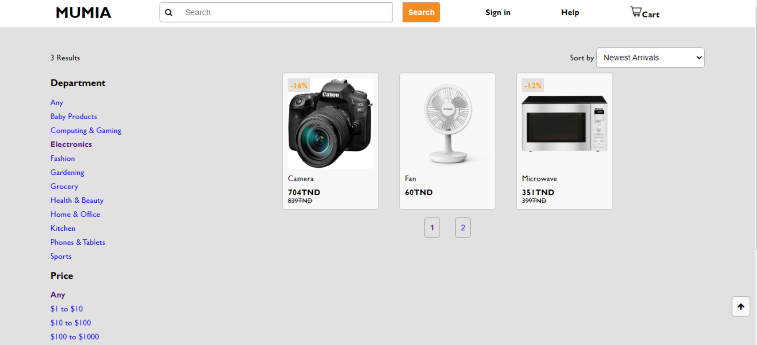 MUMIA
Search
Search
Sign in
Help
Cart
3 Results
Sort by
Newest Arrivals
Department
Any
Baby Products
Computing & Gaming
Electronics
Fashion
Gardening
Grocery
Health & Beauty
Home & Office
Kitchen
Phones & Tablets
Sports
Price
Any
$1 to $10
$10 to $100
$100 to $1000
-16%
Canon
Camera
704TND
839TND
Fan
60TND
-12%
Microwave
351TND
399TND
1
2